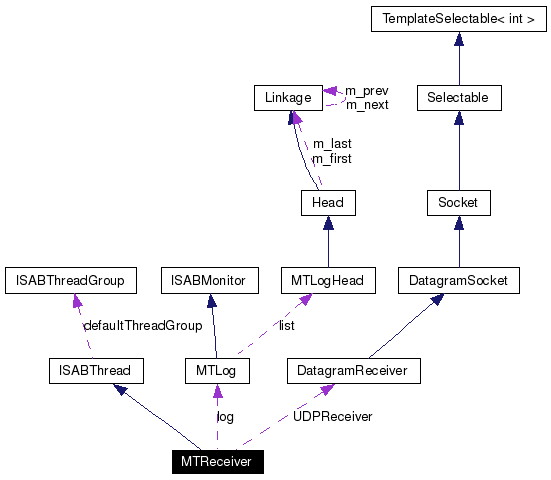 TemplateSelectable< int >
Linkage
m_prev
m_next
Selectable
m_last
m_first
Head
Socket
ISABThreadGroup
ISABMonitor
MTLogHead
DatagramSocket
defaultThreadGroup
list
ISABThread
MTLog
DatagramReceiver
log
UDPReceiver
MTReceiver